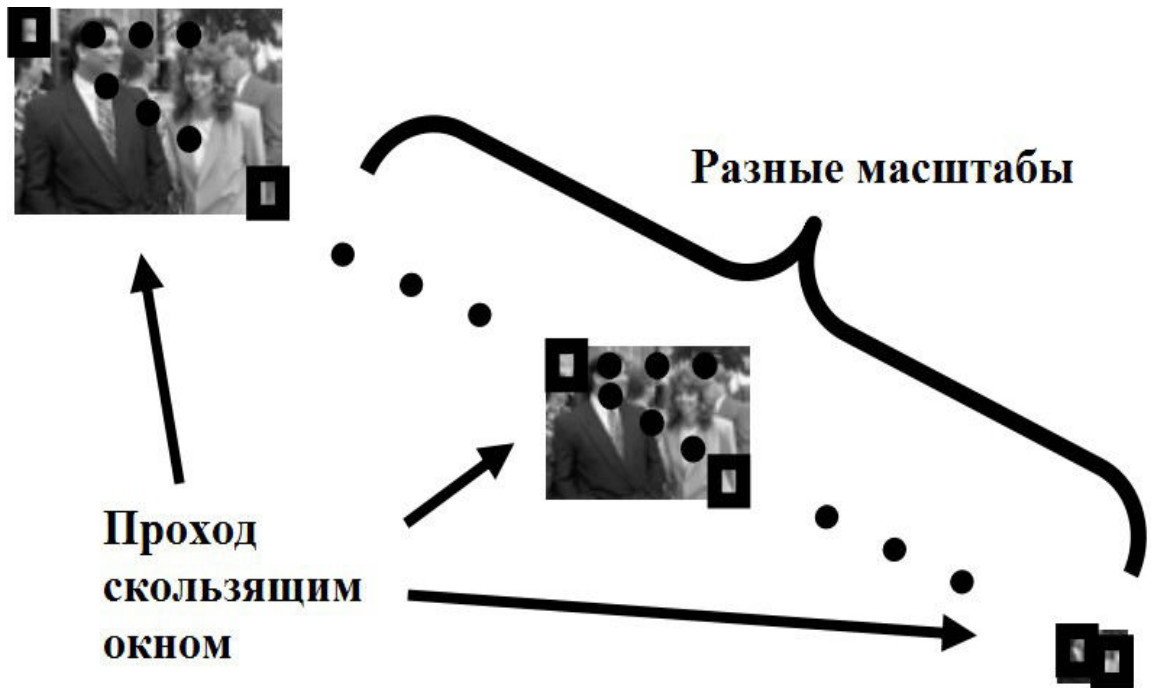 Разные масштабы
Проход
скользящим
окном